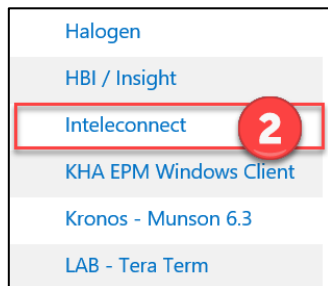 Halogen
HBI / Insight
Inteleconnect 2
KHA EPM Windows Client
Kronos - Munson 6.3
LAB - Tera Term